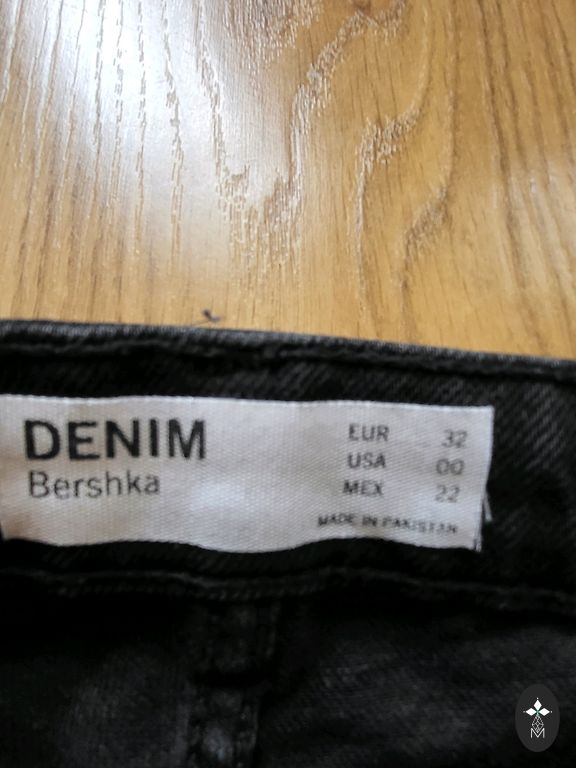 DENIM
Bershka
EUR 32
USA 00
MEX 22
MADE IN PAKISTAN
M